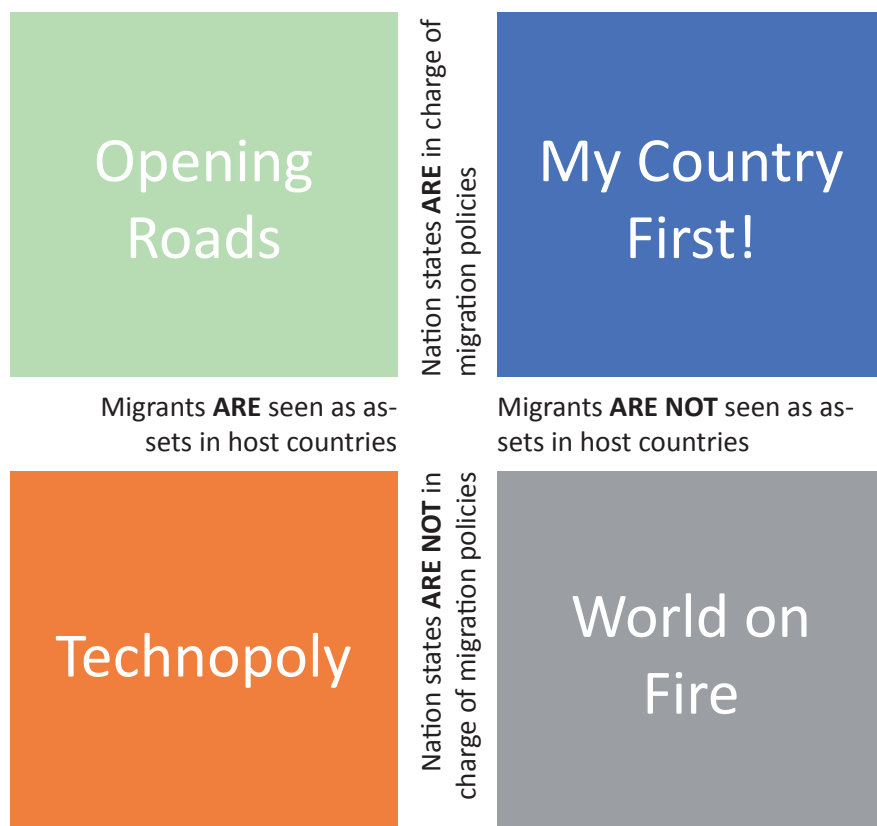 Opening
Roads
Nation states ARE in charge of
migration policies
My Country
First!
Migrants ARE seen as as-
sets in host countries
Migrants ARE NOT seen as as-
sets in host countries
Technopoly
Nation states ARE NOT in
charge of migration policies
World on
Fire